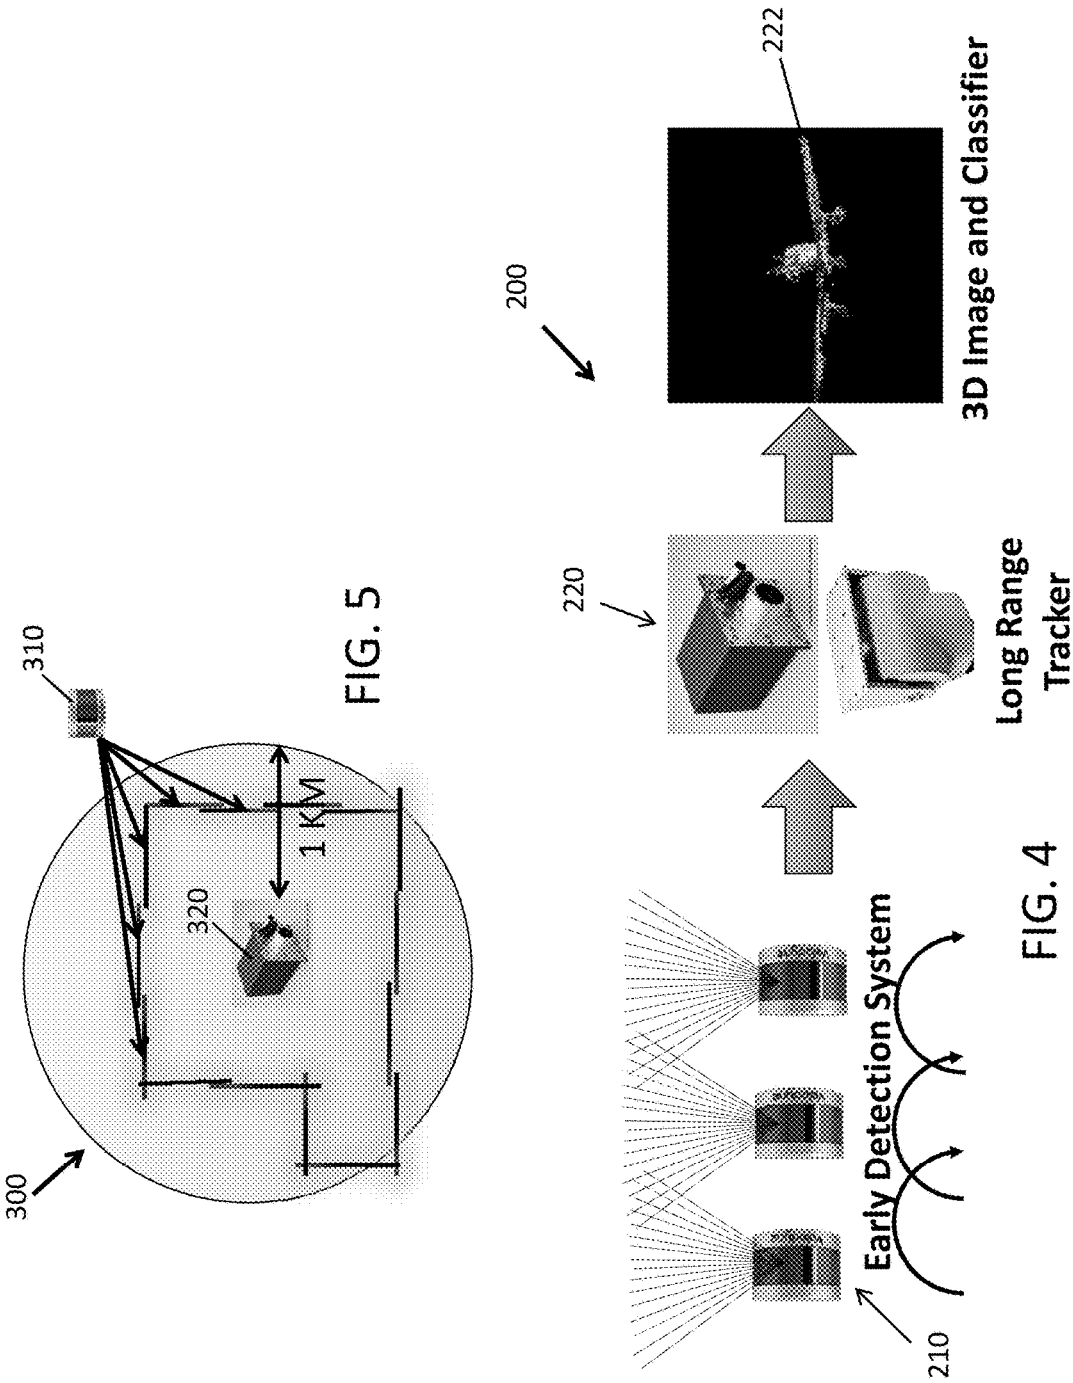 300
310
320
1 KM
FIG. 5
200
210
Early Detection System
220
Long Range
Tracker
222
3D Image and Classifier
FIG. 4